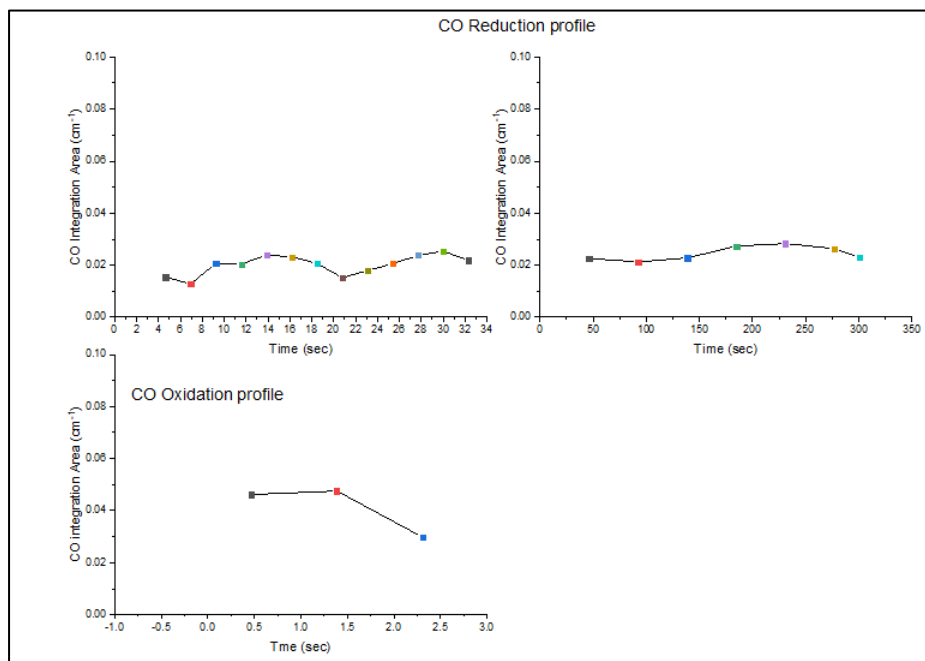 CO Reduction profile
0.10
0.08
0.06
0.04
0.02
0.00
CO Integration Area (cm⁻¹)
0 2 4 6 8 10 12 14 16 18 20 22 24 26 28 30 32 34
Time (sec)
0.10
0.08
0.06
0.04
0.02
0.00
CO Integration Area (cm⁻¹)
0 50 100 150 200 250 300 350
Time (sec)
CO Oxidation profile
0.10
0.08
0.06
0.04
0.02
0.00
CO integration Area (cm⁻¹)
-1.0 -0.5 0.0 0.5 1.0 1.5 2.0 2.5 3.0
Tme (sec)